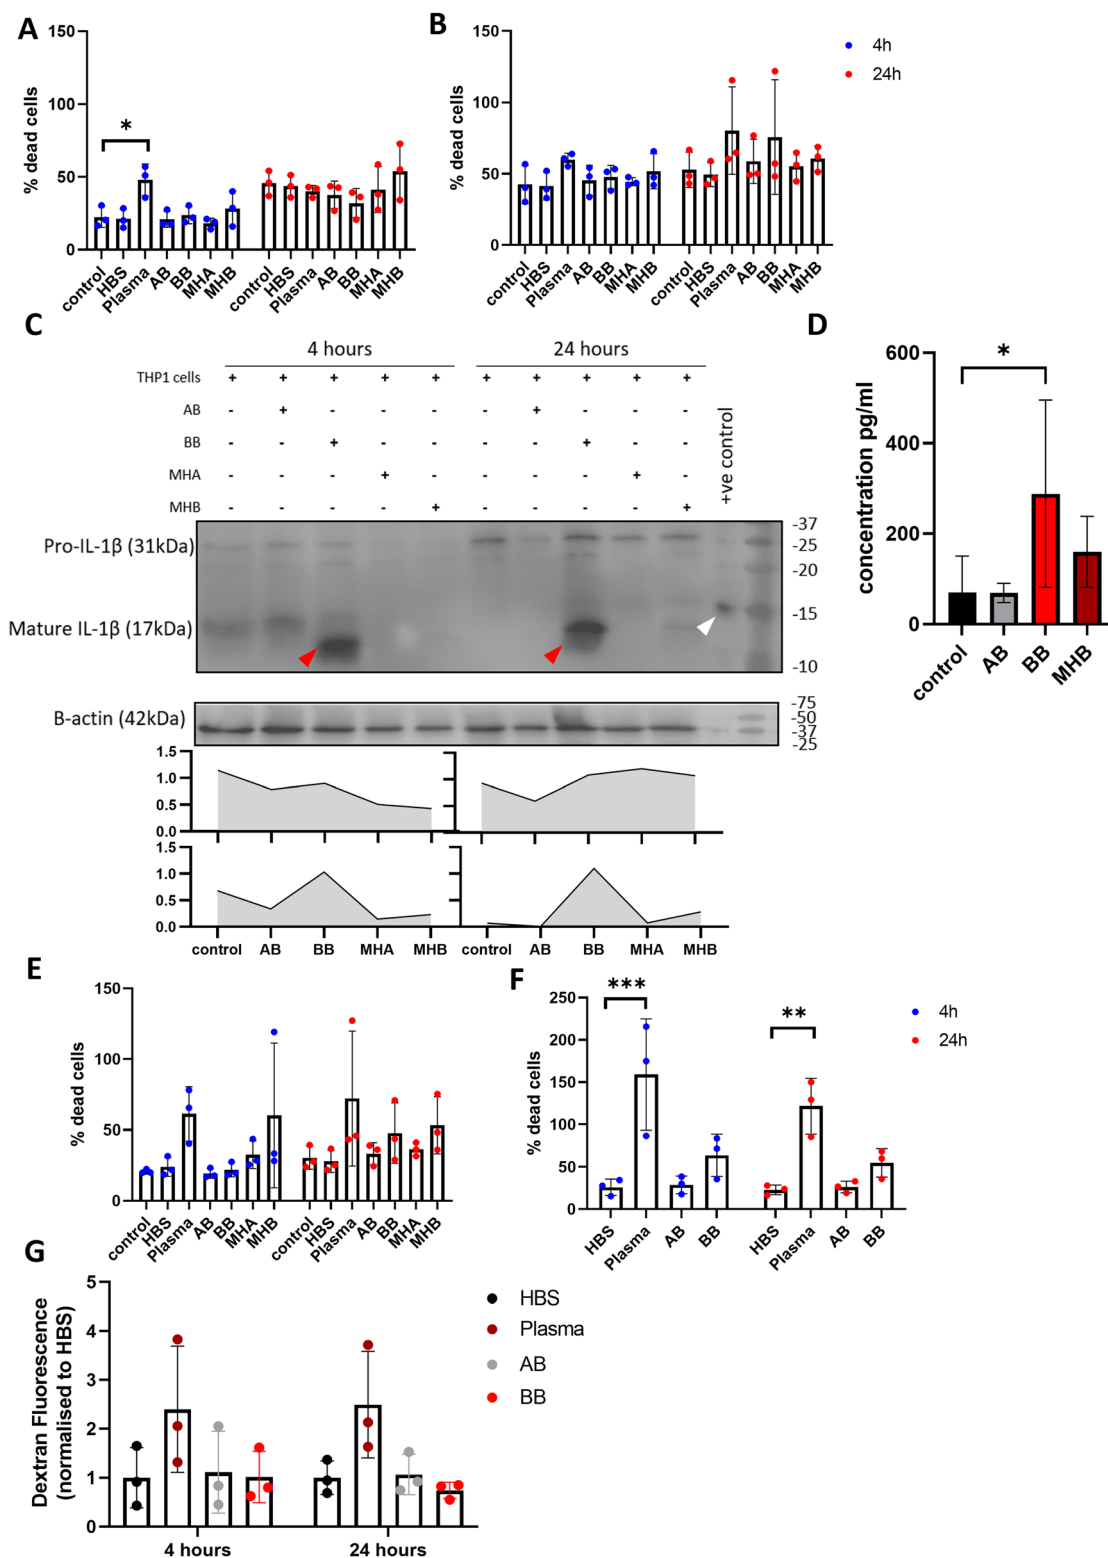 A
150
100
50
0
% dead cells
*
control
HBS
Plasma
AB
BB
MHA
MHB
control
HBS
Plasma
AB
BB
MHA
MHB
B
150
100
50
0
% dead cells
control
HBS
Plasma
AB
BB
MHA
MHB
control
HBS
Plasma
AB
BB
MHA
MHB
4h
24h
C
4 hours 24 hours
THP1 cells + + + + + + + + + +
AB - + - - - - + - - -
BB - - + - - - - + - -
MHA - - - + - - - - + -
MHB - - - - + - - - - +
+ve control
Pro-IL-1β (31kDa)
Mature IL-1β (17kDa)
-37
-25
-20
-15
-10
B-actin (42kDa)
-75
-50
-37
-25
1.5
1.0
0.5
0.0
1.0
0.5
0.0
control AB BB MHA MHB control AB BB MHA MHB
D
600
400
200
0
concentration pg/ml
*
control
AB
BB
MHB
E
150
100
50
0
% dead cells
control
HBS
Plasma
AB
BB
MHA
MHB
control
HBS
Plasma
AB
BB
MHA
MHB
F
250
200
150
100
50
0
% dead cells
***
**
HBS
Plasma
AB
BB
HBS
Plasma
AB
BB
4h
24h
G
5
4
3
2
1
0
Dextran Fluorescence
(normalised to HBS)
4 hours 24 hours
HBS
Plasma
AB
BB